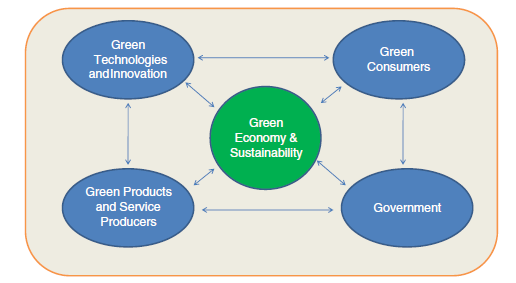 Green
Technologies
andInnovation
Green
Consumers
Green
Economy &
Sustainability
Green Products
and Service
Producers
Government